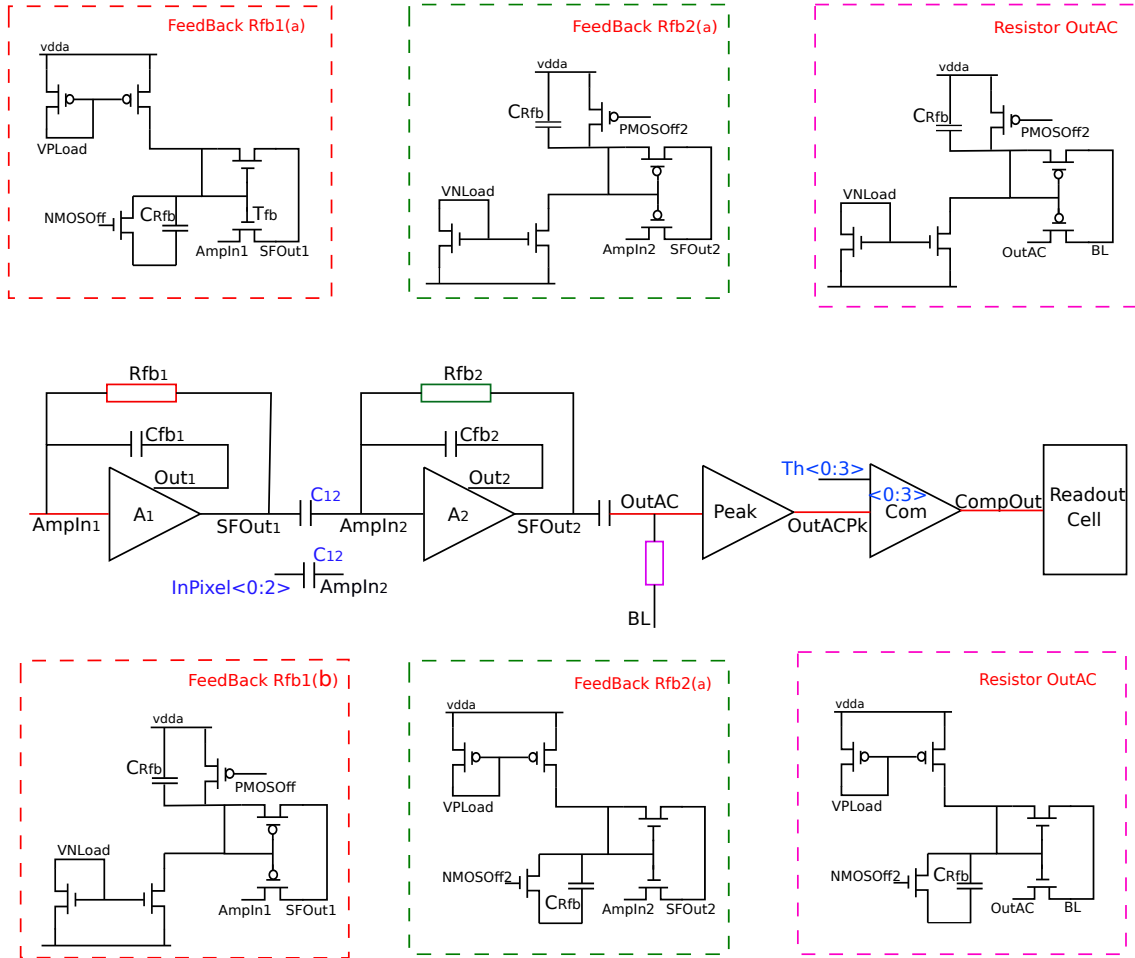 FeedBack Rfb1(a)
vdda
VPLoad
NMOSOff
CRfb
Tfb
AmpIn1
SFOut1
FeedBack Rfb2(a)
vdda
CRfb
PMOSOff2
VNLoad
AmpIn2
SFOut2
Resistor OutAC
vdda
CRfb
PMOSOff2
VNLoad
OutAC
BL
Rfb1
Cfb1
Out1
AmpIn1
A1
SFOut1
C12
Rfb2
Cfb2
Out2
AmpIn2
A2
SFOut2
C12
InPixel<0:2>
AmpIn2
OutAC
BL
Peak
OutACPk
Th<0:3>
<0:3>
Com
CompOut
Readout
Cell
FeedBack Rfb1(b)
vdda
CRfb
PMOSOff
VNLoad
AmpIn1
SFOut1
FeedBack Rfb2(a)
vdda
VPLoad
NMOSOff2
CRfb
AmpIn2
SFOut2
Resistor OutAC
vdda
VPLoad
NMOSOff2
CRfb
OutAC
BL